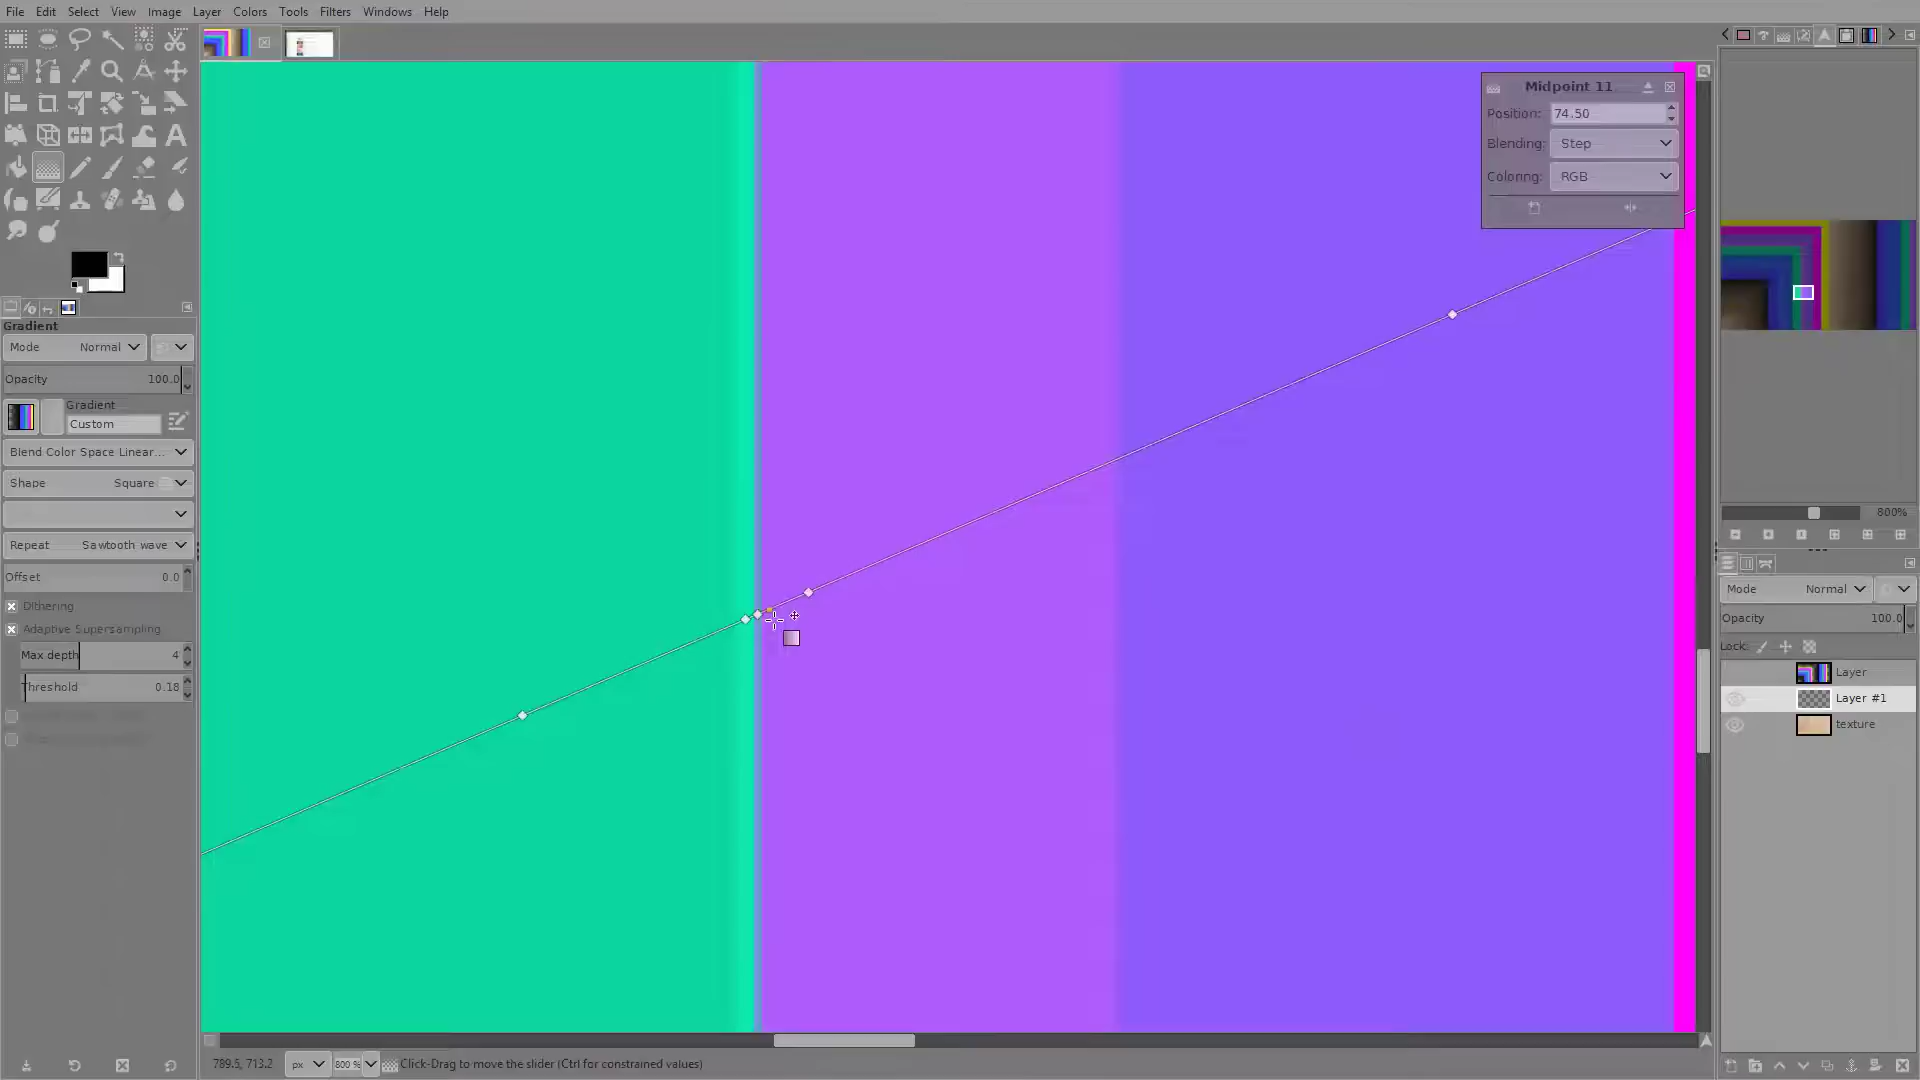 File Edit Select View Image Layer Colors Tools Filters Windows Help
Midpoint 11
Position: 74.50
Blending: Step
Coloring: RGB
Gradient
Mode Normal
Opacity 100.0
Gradient
Custom
Blend Color Space Linear...
Shape Square
Repeat Sawtooth wave
Offset 0.0
Dithering
Adaptive Supersampling
Max depth 4
Threshold 0.18
800%
Mode Normal
Opacity 100.0
Lock:
Layer
Layer #1
texture
789.5, 713.2 px 800 % Click-Drag to move the slider (Ctrl for constrained values)